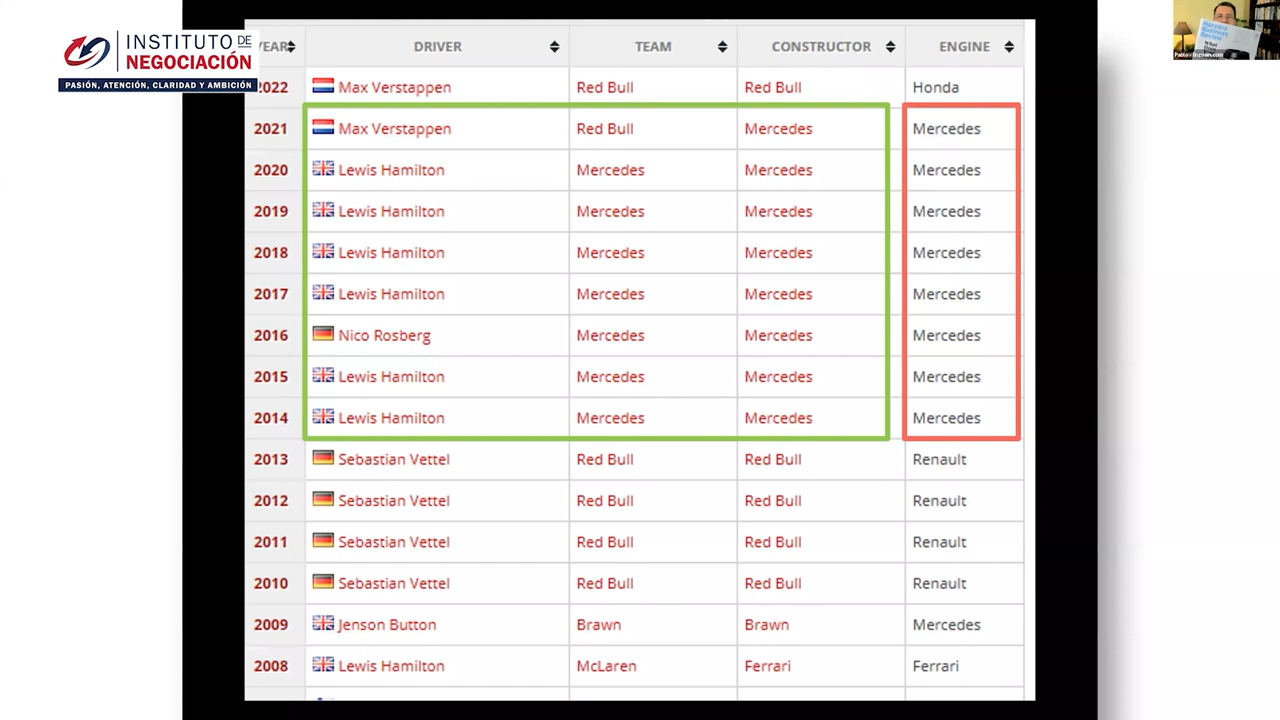 INSTITUTO DE
NEGOCIACIÓN
PASIÓN, ATENCIÓN, CLARIDAD Y AMBICIÓN
YEAR DRIVER TEAM CONSTRUCTOR ENGINE
2022 Max Verstappen Red Bull Red Bull Honda
2021 Max Verstappen Red Bull Mercedes Mercedes
2020 Lewis Hamilton Mercedes Mercedes Mercedes
2019 Lewis Hamilton Mercedes Mercedes Mercedes
2018 Lewis Hamilton Mercedes Mercedes Mercedes
2017 Lewis Hamilton Mercedes Mercedes Mercedes
2016 Nico Rosberg Mercedes Mercedes Mercedes
2015 Lewis Hamilton Mercedes Mercedes Mercedes
2014 Lewis Hamilton Mercedes Mercedes Mercedes
2013 Sebastian Vettel Red Bull Red Bull Renault
2012 Sebastian Vettel Red Bull Red Bull Renault
2011 Sebastian Vettel Red Bull Red Bull Renault
2010 Sebastian Vettel Red Bull Red Bull Renault
2009 Jenson Button Brawn Brawn Mercedes
2008 Lewis Hamilton McLaren Ferrari Ferrari
Harvard
Business
Review